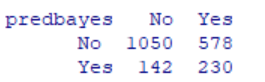 predbayes No Yes
No 1050 578
Yes 142 230